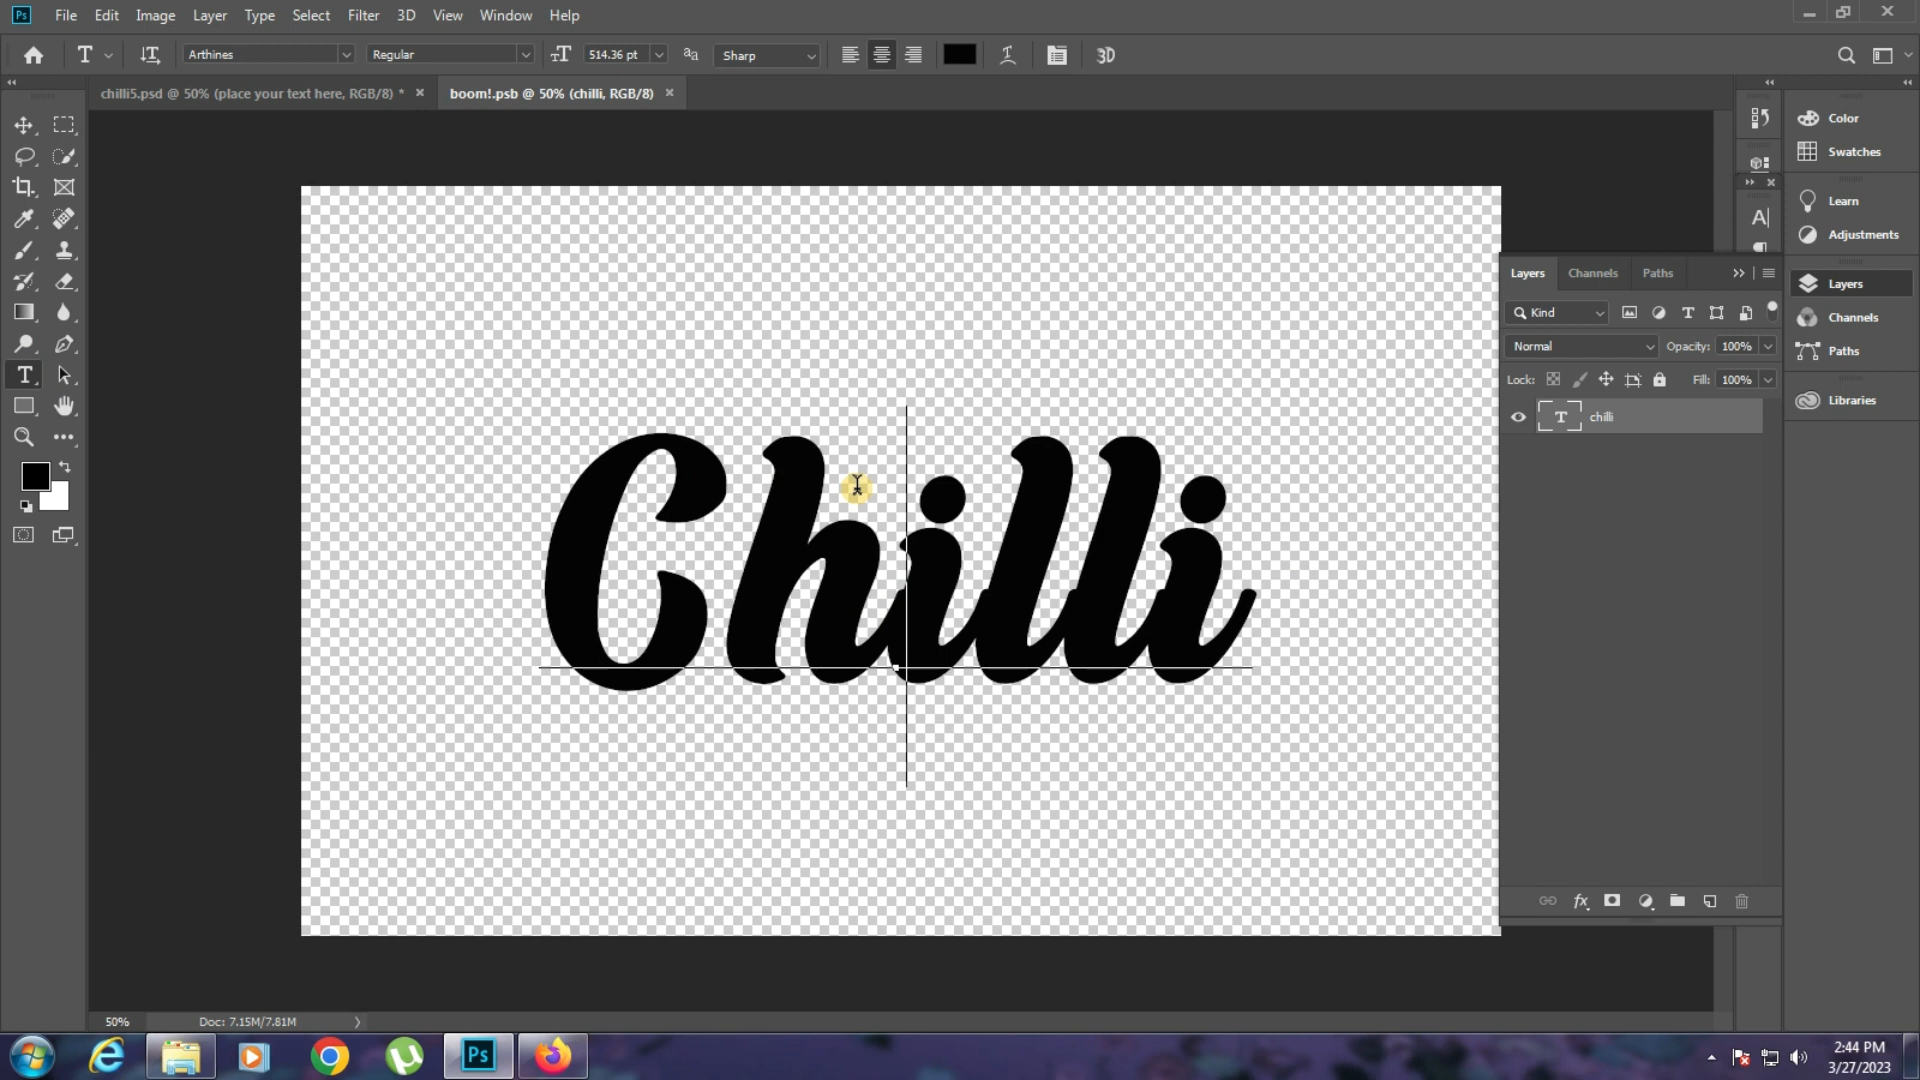 Ps File Edit Image Layer Type Select Filter 3D View Window Help
Arthines Regular 514.36 pt Sharp 3D
chilli5.psd @ 50% (place your text here, RGB/8) * boom!.psb @ 50% (chilli, RGB/8)
Color
Swatches
Learn
Adjustments
Layers
Channels
Paths
Libraries
Layers Channels Paths
Kind
Normal Opacity: 100%
Lock: Fill: 100%
chilli
Chilli
50% Doc: 7.15M/7.81M
Ps
2:44 PM
3/27/2023